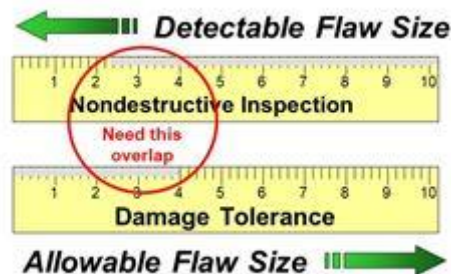 Detectable Flaw Size
1 2 3 4 5 6 7 8 9 10
Nondestructive Inspection
Need this
overlap
1 2 3 4 5 6 7 8 9 10
Damage Tolerance
Allowable Flaw Size